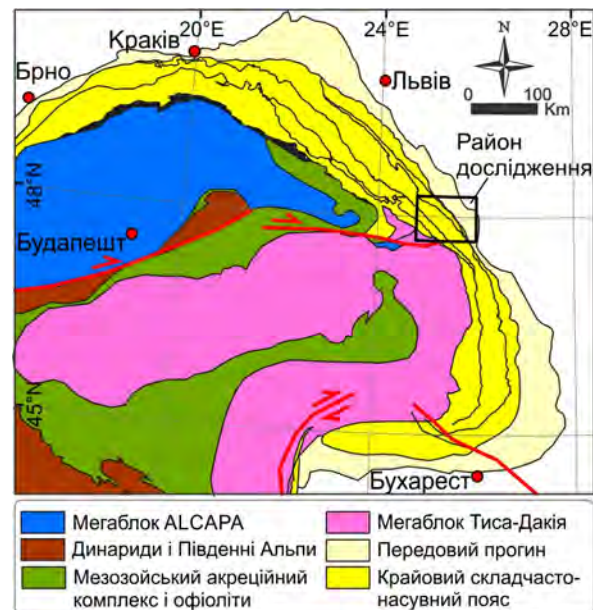 20°E
24°E
28°E
Краків
N
Брно
Львів
0
100
Km
Район
дослідження
48°N
Будапешт
45°N
Бухарест
Мегаблок ALCAPA
Динариди і Південні Альпи
Мезозойський акреційний
комплекс і офіоліти
Мегаблок Тиса-Дакія
Передовий прогин
Крайовий складчасто-
насувний пояс